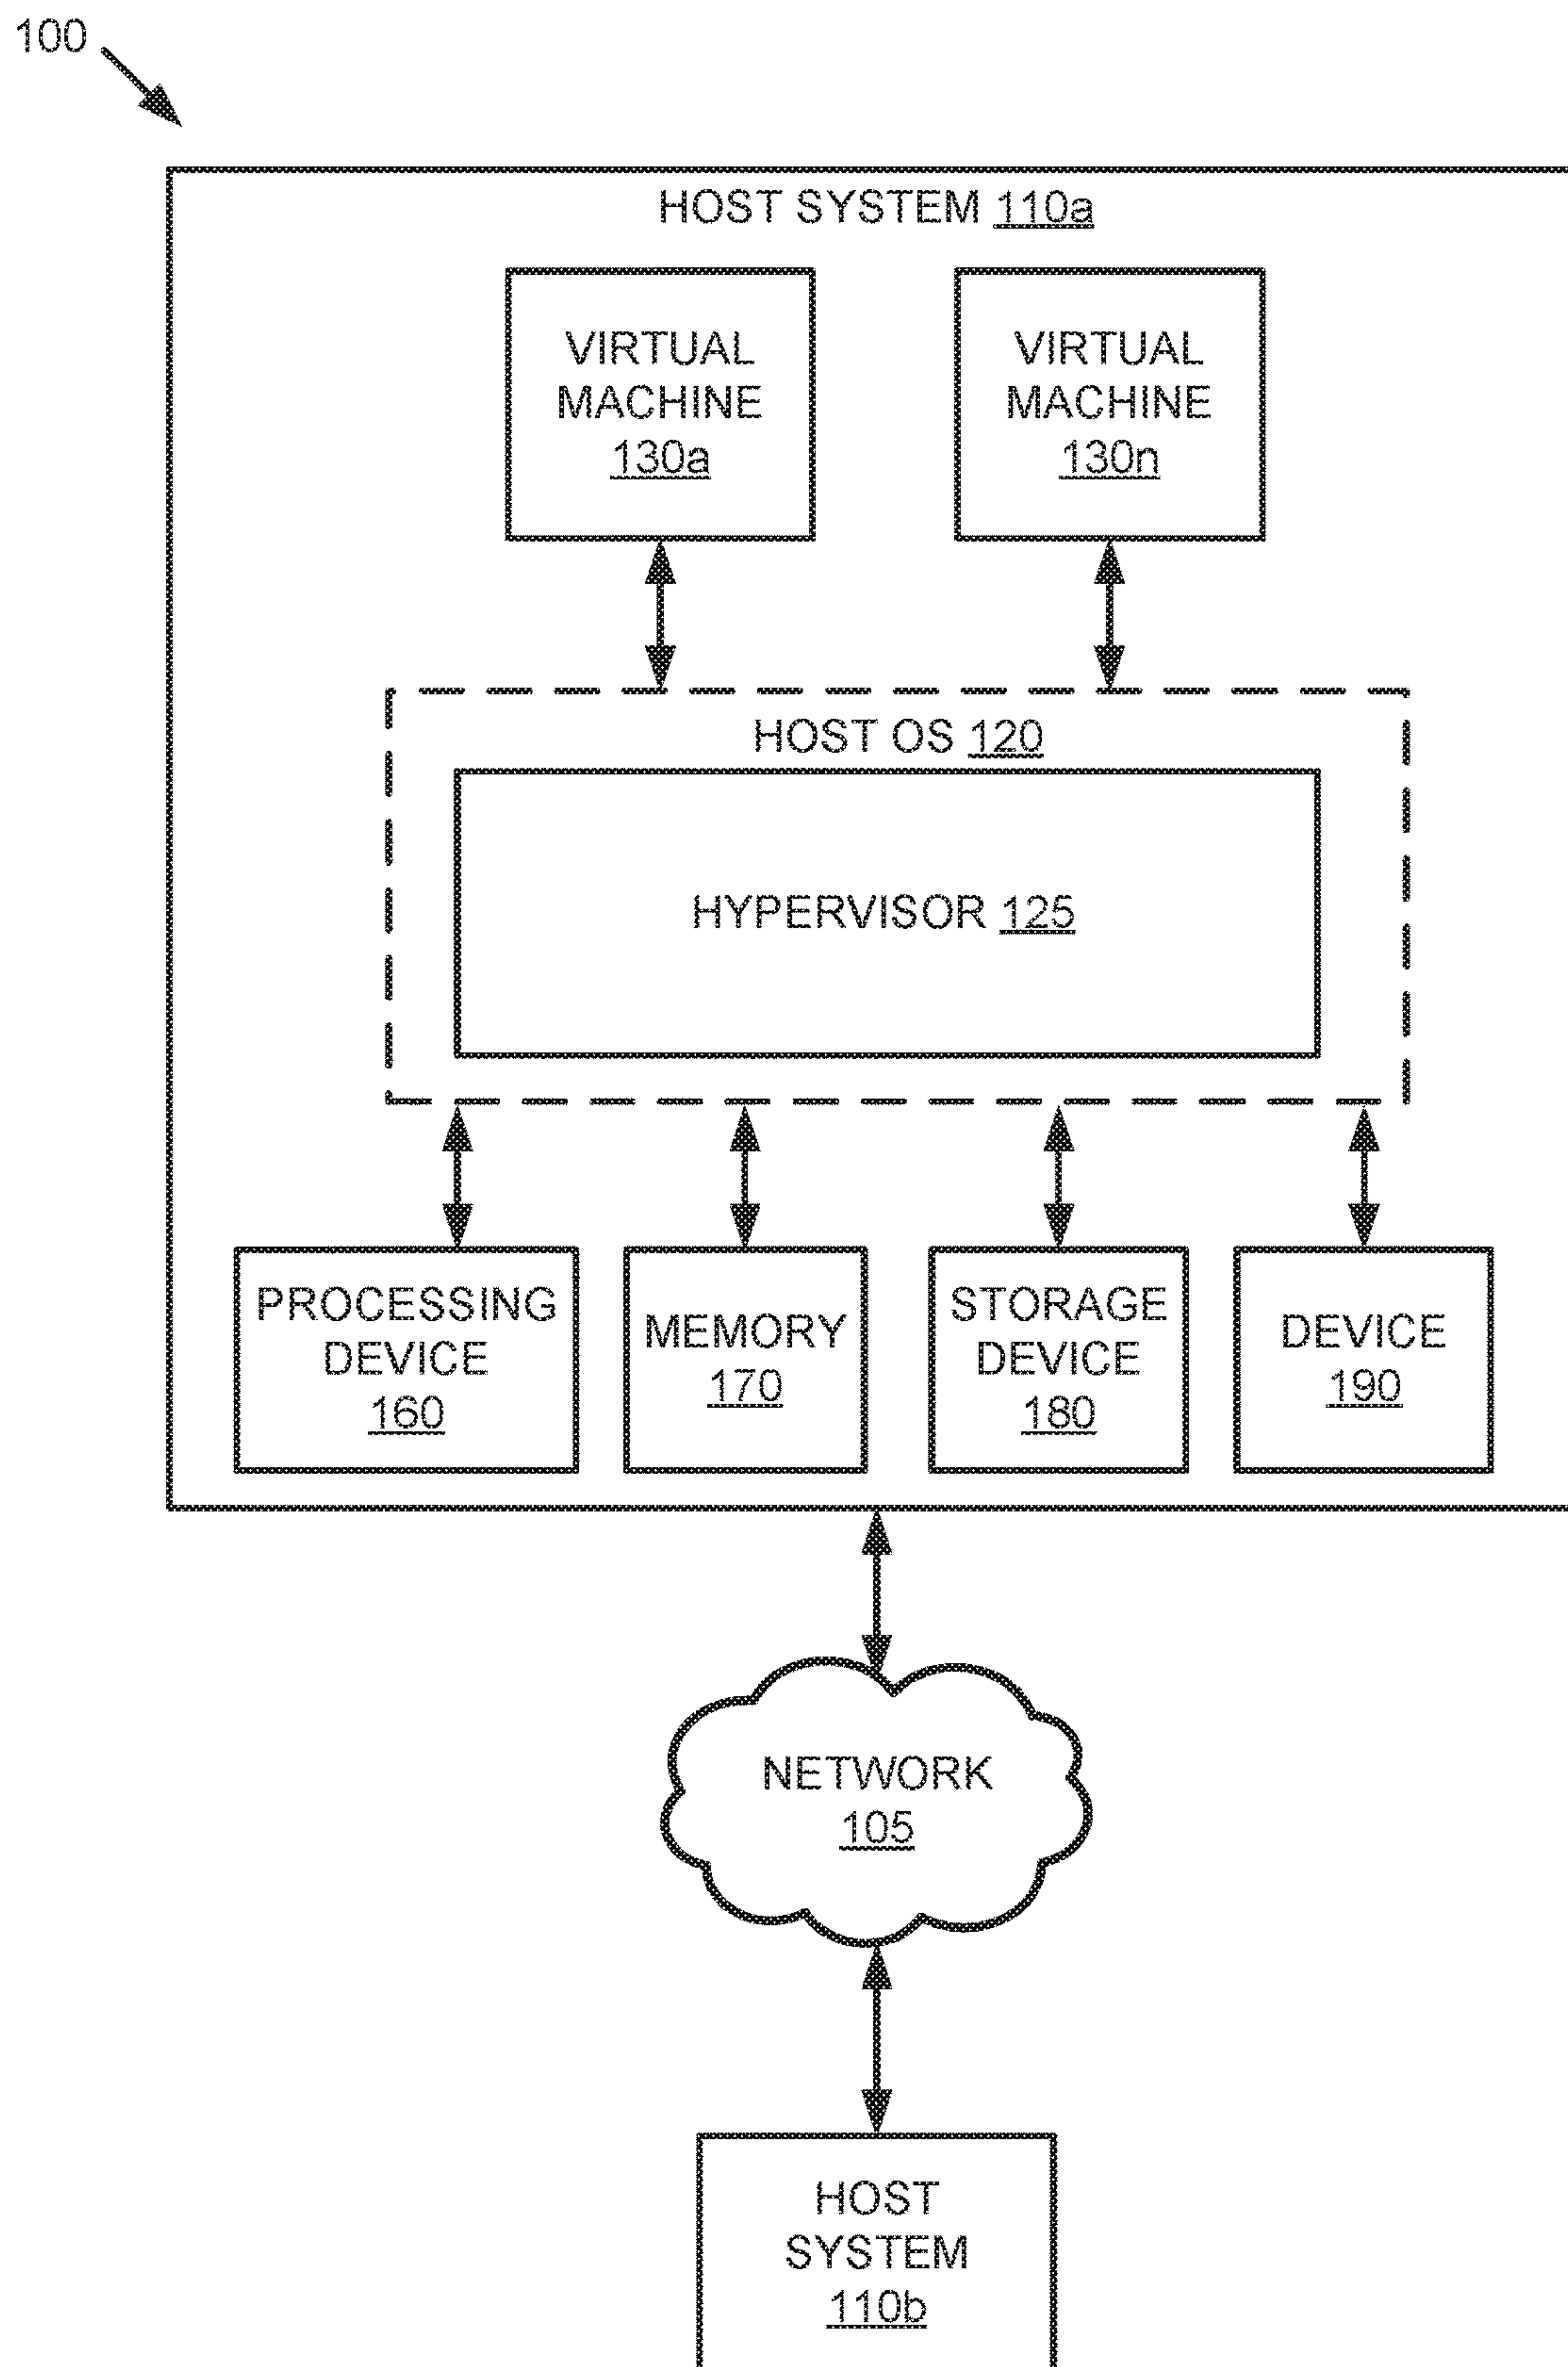 100
HOST SYSTEM 110a
VIRTUAL
MACHINE
130a
VIRTUAL
MACHINE
130n
HOST OS 120
HYPERVISOR 125
PROCESSING
DEVICE
160
MEMORY
170
STORAGE
DEVICE
180
DEVICE
190
NETWORK
105
HOST
SYSTEM
110b